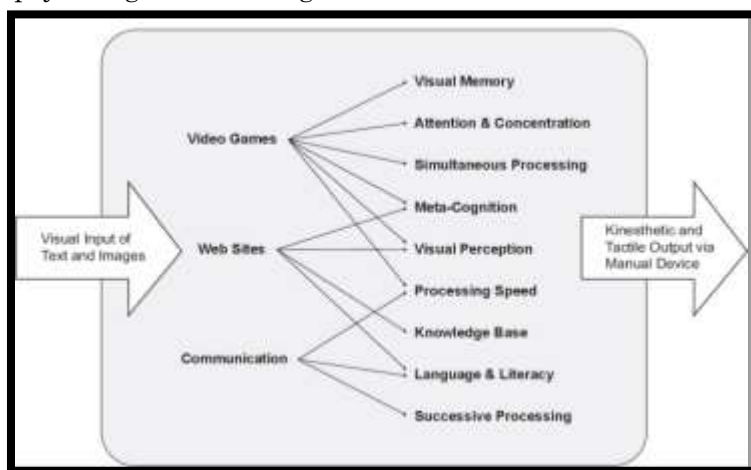 Visual Memory
Attention & Concentration
Video Games
Simultaneous Processing
Meta-Cognition
Visual Input of
Text and Images
Web Sites
Visual Perception
Kinesthetic and
Tactile Output via
Manual Device
Processing Speed
Knowledge Base
Communication
Language & Literacy
Successive Processing